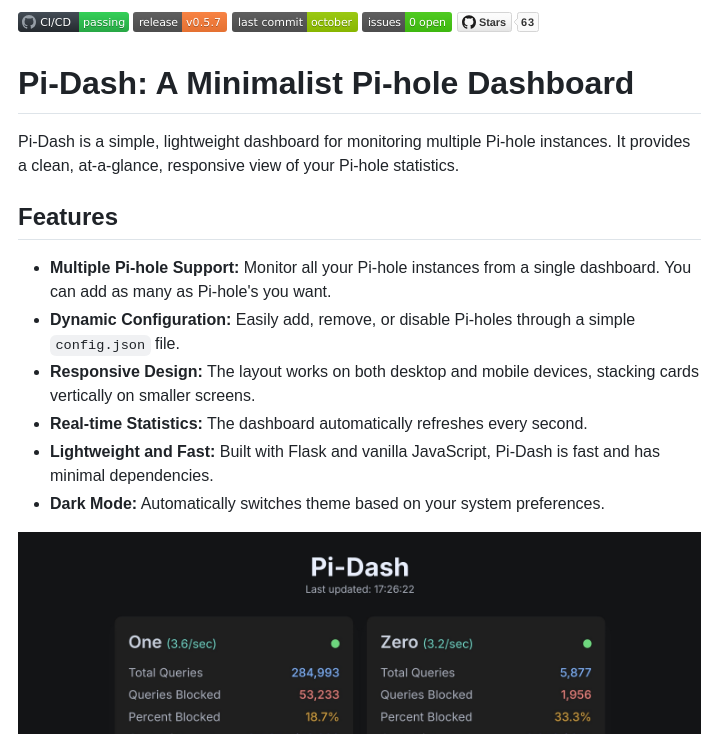 CI/CD passing release v0.5.7 last commit october issues 0 open Stars 63
Pi-Dash: A Minimalist Pi-hole Dashboard
Pi-Dash is a simple, lightweight dashboard for monitoring multiple Pi-hole instances. It provides
a clean, at-a-glance, responsive view of your Pi-hole statistics.
Features
• Multiple Pi-hole Support: Monitor all your Pi-hole instances from a single dashboard. You
can add as many as Pi-hole's you want.
• Dynamic Configuration: Easily add, remove, or disable Pi-holes through a simple
config.json file.
• Responsive Design: The layout works on both desktop and mobile devices, stacking cards
vertically on smaller screens.
• Real-time Statistics: The dashboard automatically refreshes every second.
• Lightweight and Fast: Built with Flask and vanilla JavaScript, Pi-Dash is fast and has
minimal dependencies.
• Dark Mode: Automatically switches theme based on your system preferences.
Pi-Dash
Last updated: 17:26:22
One (3.6/sec)
Total Queries 284,993
Queries Blocked 53,233
Percent Blocked 18.7%
Zero (3.2/sec)
Total Queries 5,877
Queries Blocked 1,956
Percent Blocked 33.3%